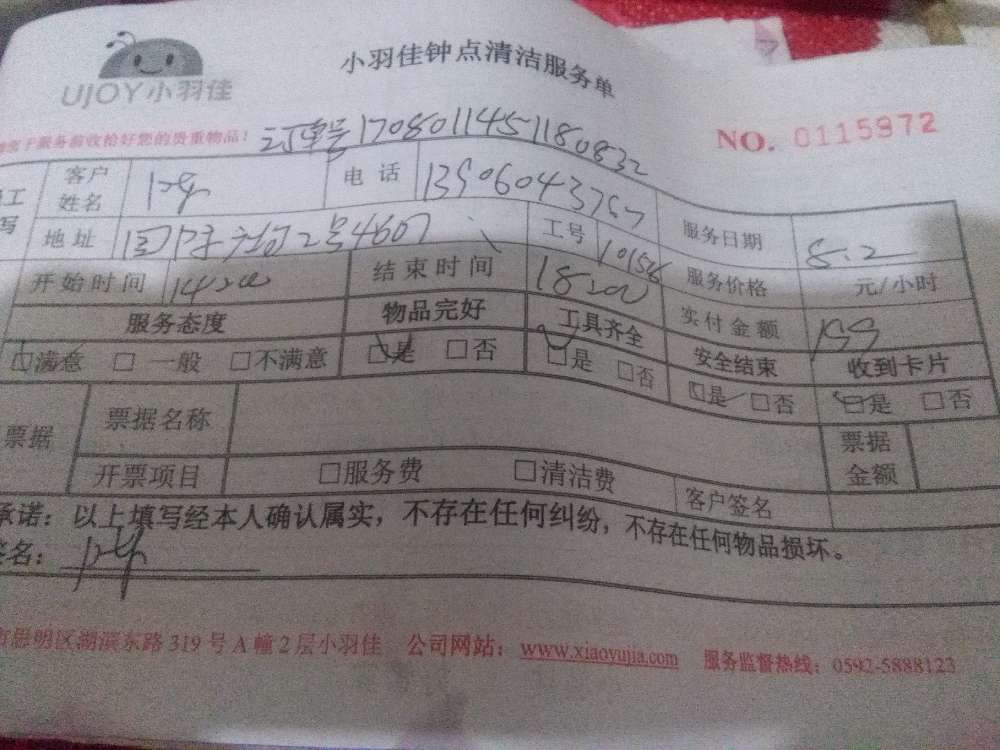 UJOY小羽佳
小羽佳钟点清洁服务单
NO. 0115972
服务前收拾好您的贵重物品！
订单号1708011451180832
客户姓名
电话
服务日期 8.2
地址 2号4607
工号
服务价格 元/小时
开始时间 14:00
结束时间 18:00
实付金额
服务态度 物品完好 工具齐全 安全结束 收到卡片
□满意 □一般 □不满意 □是 □否 □是 □否 □是 □否 □是 □否
票据 票据名称 票据金额
开票项目 □服务费 □清洁费 客户签名
承诺：以上填写经本人确认属实，不存在任何纠纷，不存在任何物品损坏。
签名：
市思明区湖滨东路319号A幢2层小羽佳 公司网站：www.xiaoyujia.com 服务监督热线：0592-5888123